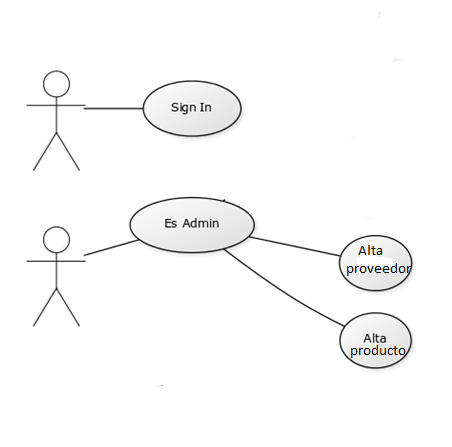 Sign In
Es Admin
Alta
proveedor
Alta
producto